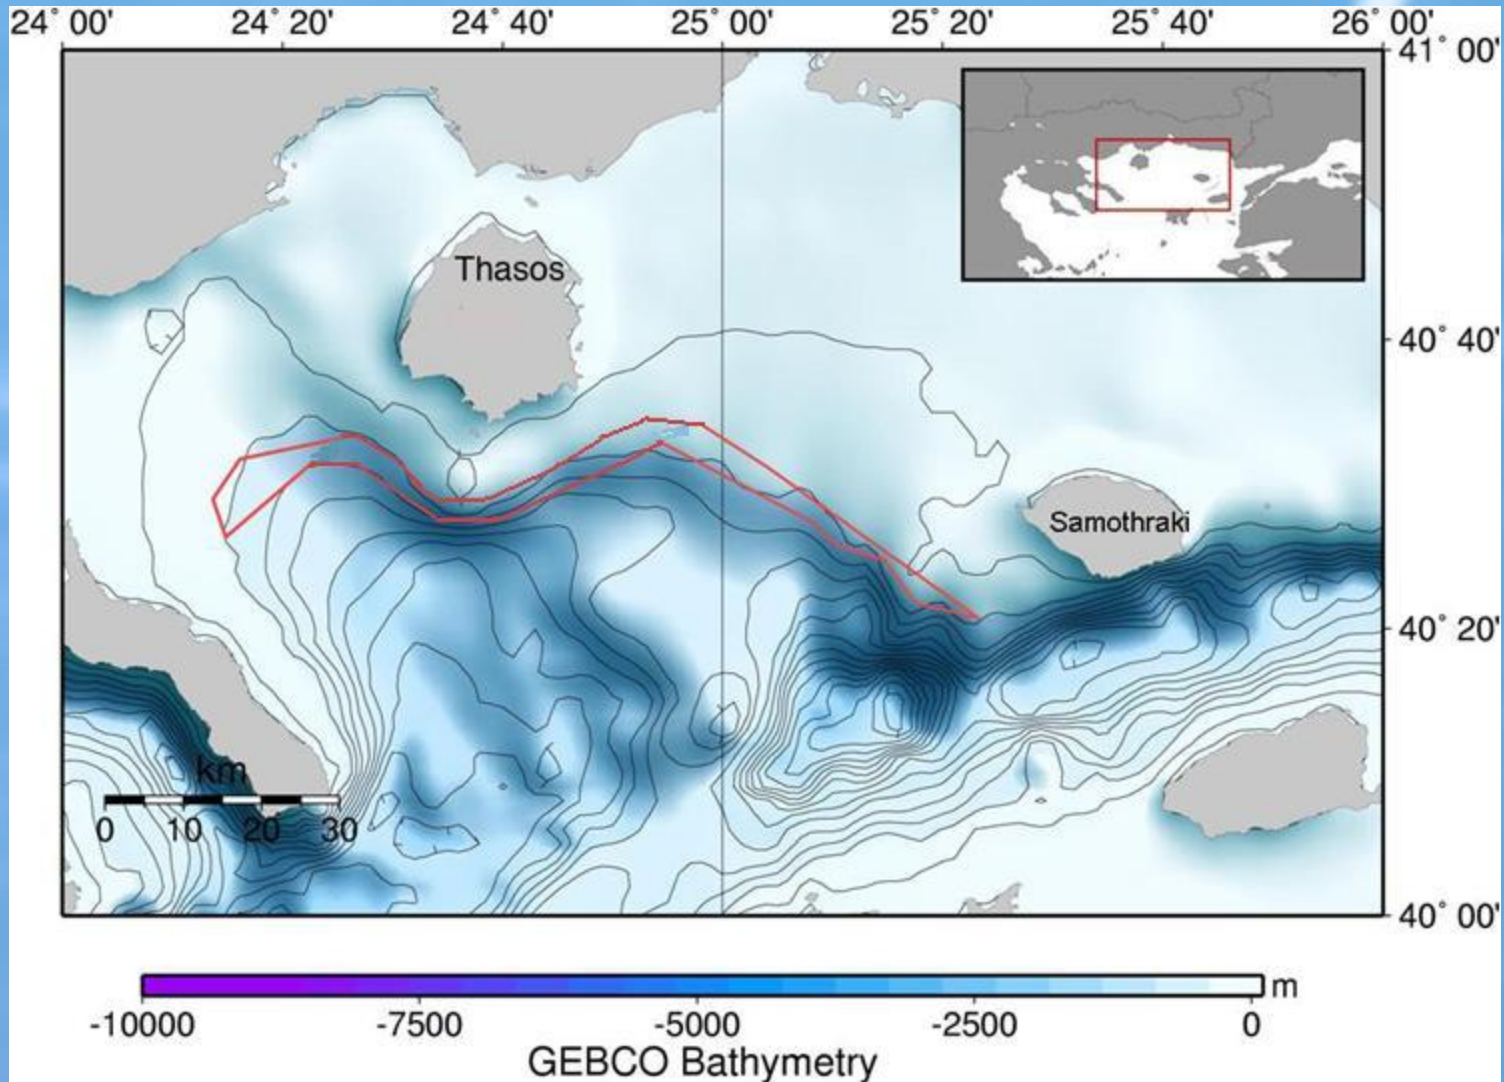 24° 00' 24° 20' 24° 40' 25° 00' 25° 20' 25° 40' 26° 00'
41° 00'
Thasos
40° 40'
Samothraki
40° 20'
km
0 10 20 30
40° 00'
m
-10000 -7500 -5000 -2500 0
GEBCO Bathymetry